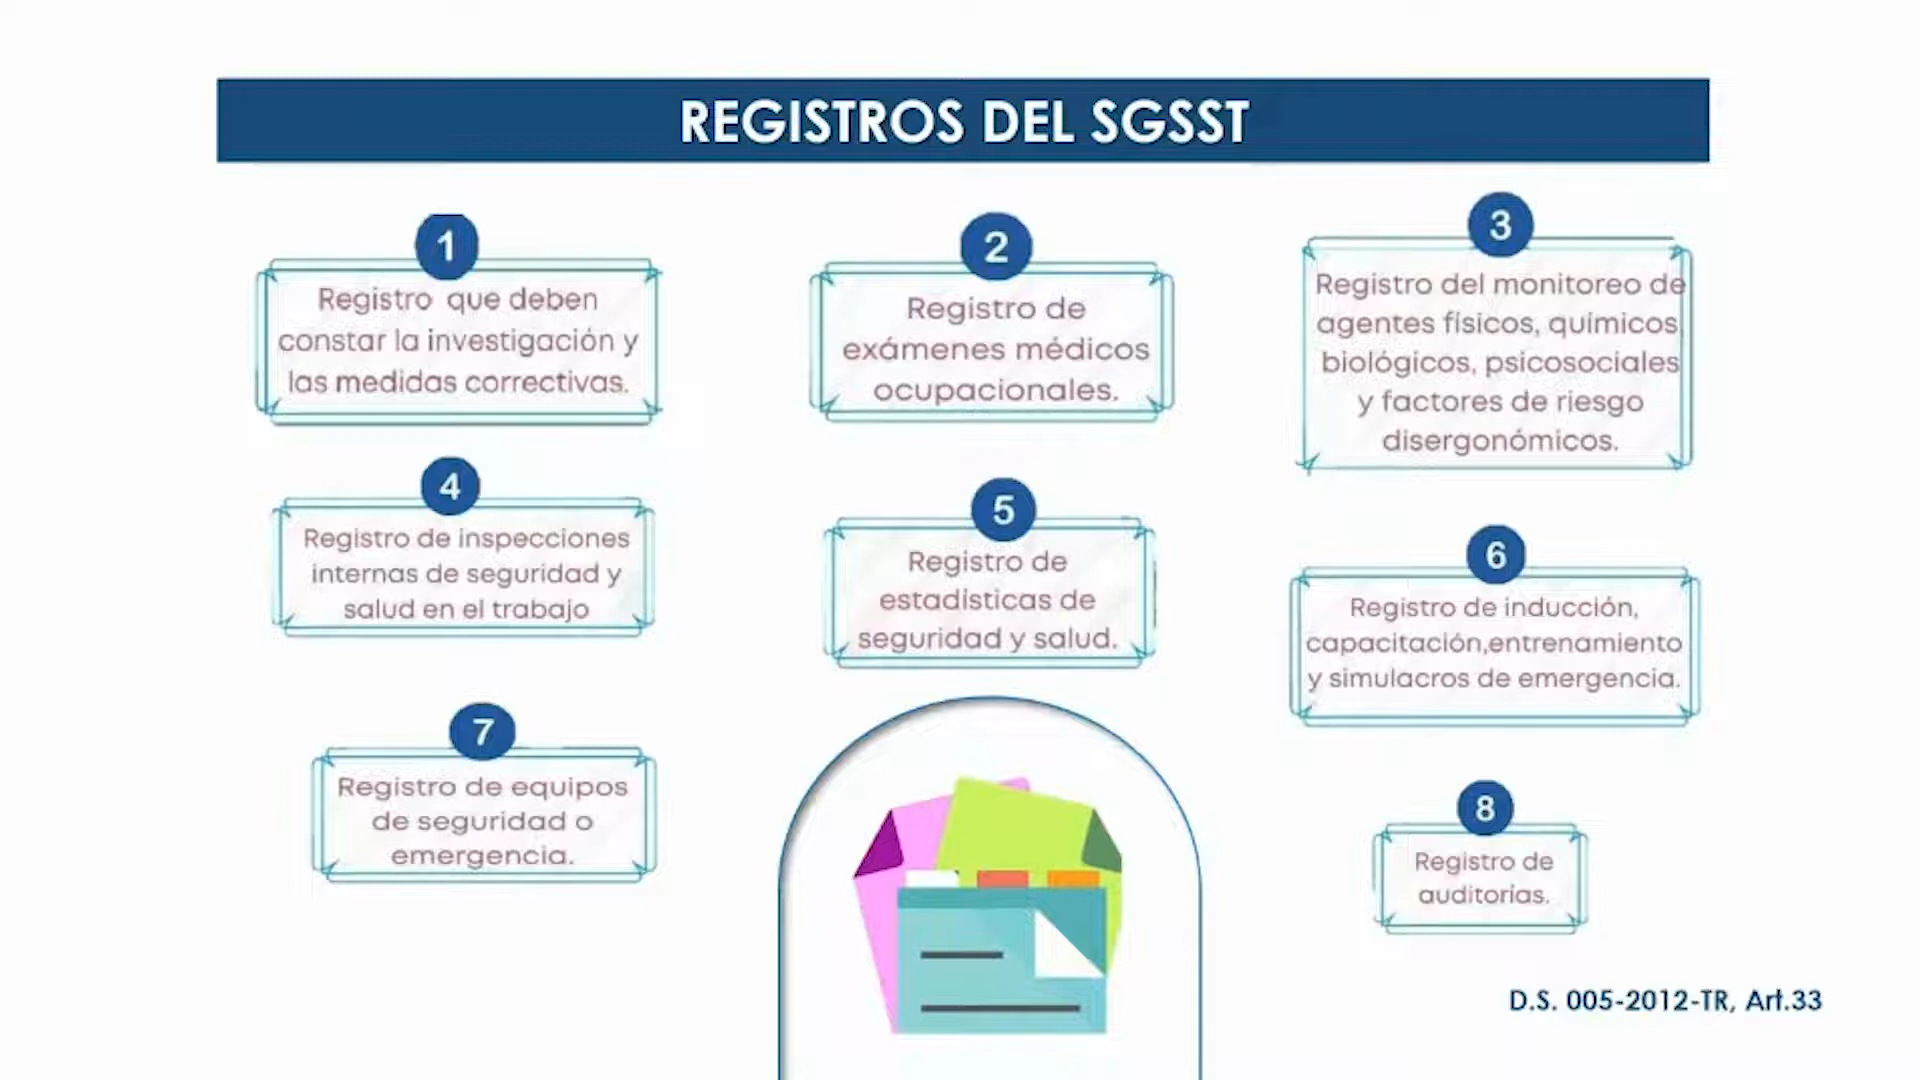 REGISTROS DEL SGSST
1
Registro que deben
constar la investigación y
las medidas correctivas.
2
Registro de
exámenes médicos
ocupacionales.
3
Registro del monitoreo de
agentes físicos, químicos,
biológicos, psicosociales
y factores de riesgo
disergonómicos.
4
Registro de inspecciones
internas de seguridad y
salud en el trabajo
5
Registro de
estadísticas de
seguridad y salud.
6
Registro de inducción,
capacitación,entrenamiento
y simulacros de emergencia.
7
Registro de equipos
de seguridad o
emergencia.
8
Registro de
auditorías.
D.S. 005-2012-TR, Art.33